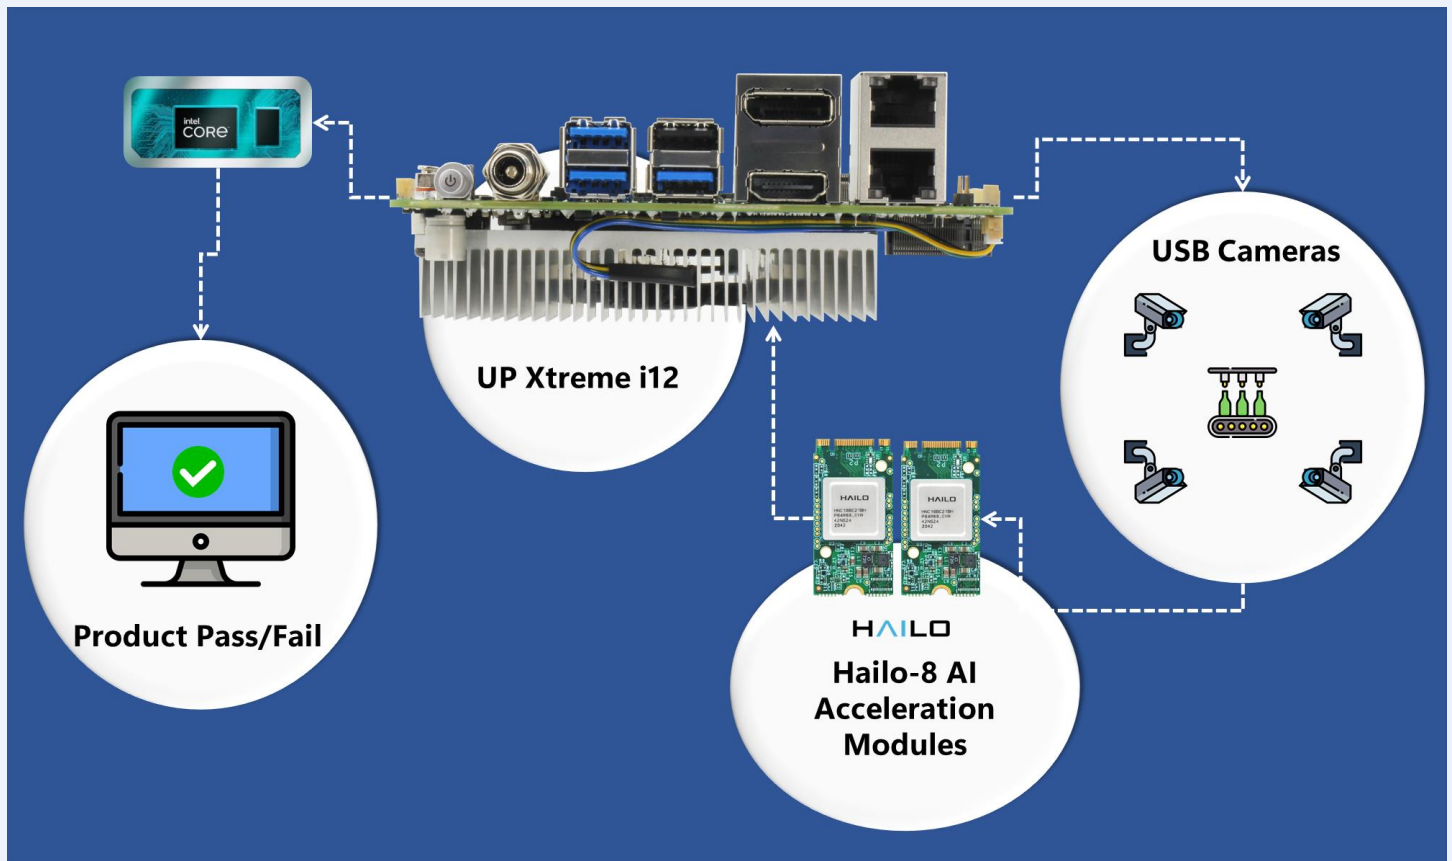 intel
CORE
USB Cameras
UP Xtreme i12
HAILO
HAILO
HAILO
Hailo-8 AI
Acceleration
Modules
Product Pass/Fail